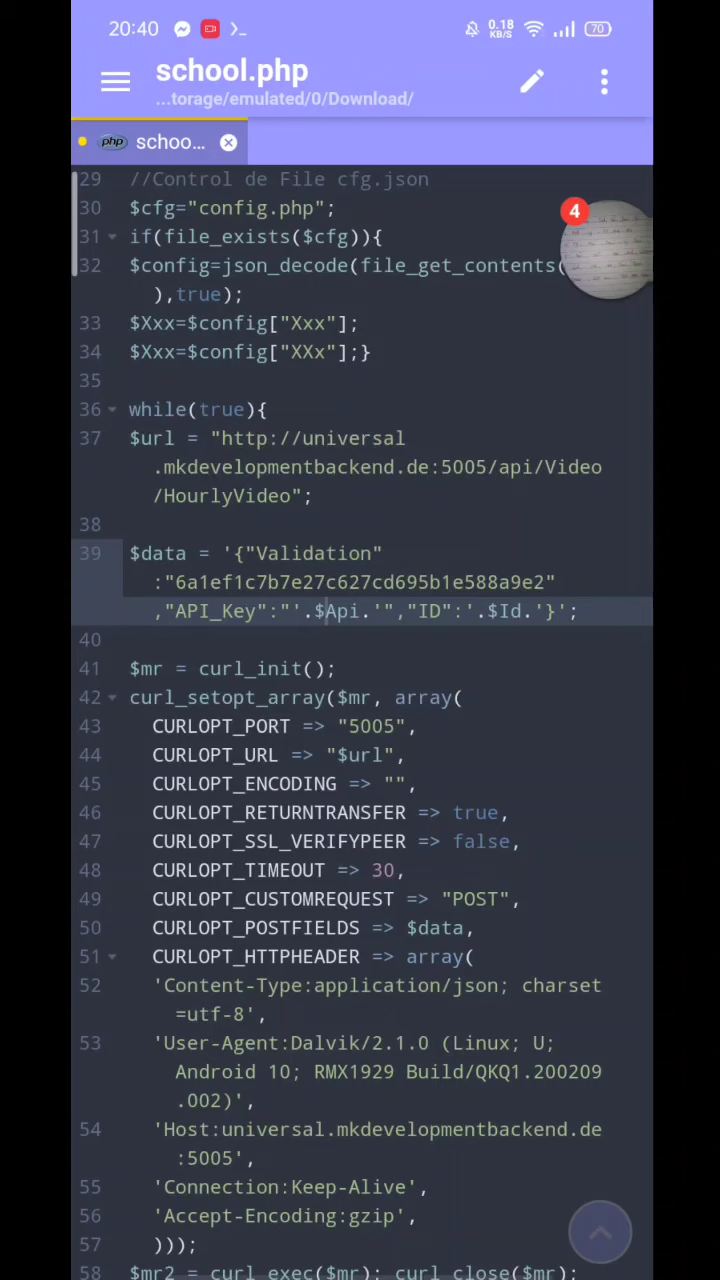 20:40
0.18 KB/S
70
school.php
...torage/emulated/0/Download/
php schoo...
4
29 //Control de File cfg.json
30 $cfg="config.php";
31 if(file_exists($cfg)){
32 $config=json_decode(file_get_contents(
),true);
33 $Xxx=$config["Xxx"];
34 $Xxx=$config["XXx"];}
35
36 while(true){
37 $url = "http://universal
.mkdevelopmentbackend.de:5005/api/Video
/HourlyVideo";
38
39 $data = '{"Validation"
:"6a1ef1c7b7e27c627cd695b1e588a9e2"
,"API_Key":"'.$Api.'","ID":'.$Id.'}';
40
41 $mr = curl_init();
42 curl_setopt_array($mr, array(
43 CURLOPT_PORT => "5005",
44 CURLOPT_URL => "$url",
45 CURLOPT_ENCODING => "",
46 CURLOPT_RETURNTRANSFER => true,
47 CURLOPT_SSL_VERIFYPEER => false,
48 CURLOPT_TIMEOUT => 30,
49 CURLOPT_CUSTOMREQUEST => "POST",
50 CURLOPT_POSTFIELDS => $data,
51 CURLOPT_HTTPHEADER => array(
52 'Content-Type:application/json; charset
=utf-8',
53 'User-Agent:Dalvik/2.1.0 (Linux; U;
Android 10; RMX1929 Build/QKQ1.200209
.002)',
54 'Host:universal.mkdevelopmentbackend.de
:5005',
55 'Connection:Keep-Alive',
56 'Accept-Encoding:gzip',
57 )));
58 $mr2 = curl_exec($mr); curl_close($mr);